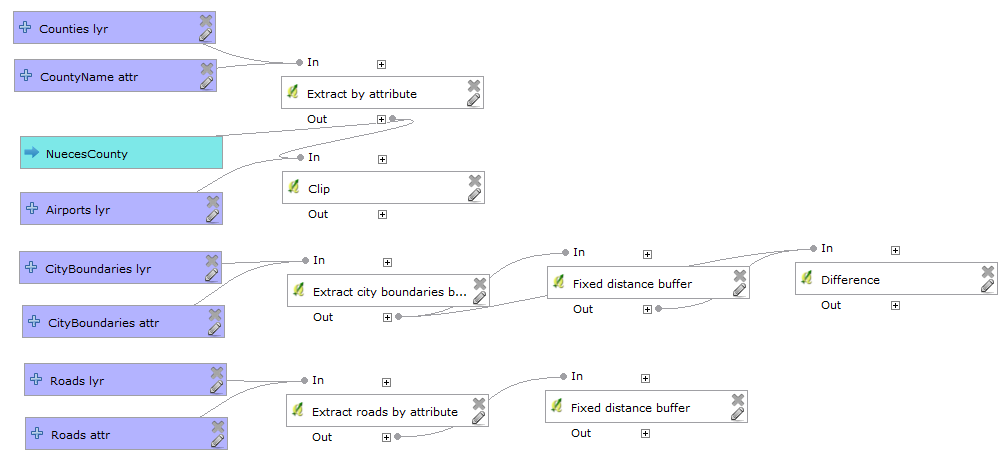 Counties lyr
CountyName attr
In
Extract by attribute
Out
NuecesCounty
In
Airports lyr
Clip
Out
CityBoundaries lyr
In
In
In
Extract city boundaries b...
Fixed distance buffer
Difference
CityBoundaries attr
Out
Out
Out
Roads lyr
In
In
Extract roads by attribute
Fixed distance buffer
Roads attr
Out
Out